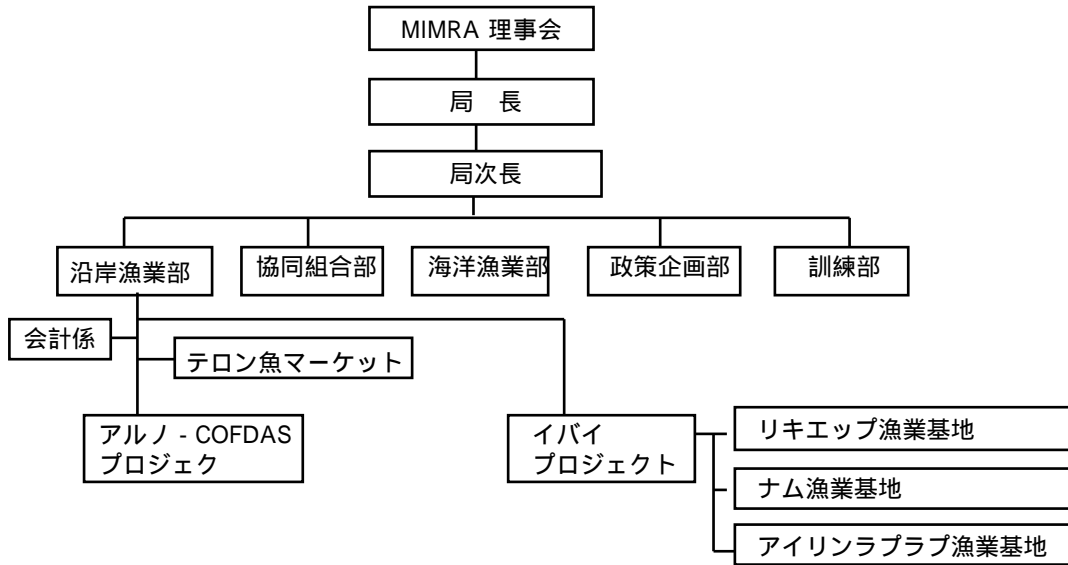 MIMRA 理事会
局　長
局次長
沿岸漁業部
協同組合部
海洋漁業部
政策企画部
訓練部
会計係
テロン魚マーケット
アルノ - COFDAS
プロジェク
イバイ
プロジェクト
リキエップ漁業基地
ナム漁業基地
アイリンラプラプ漁業基地